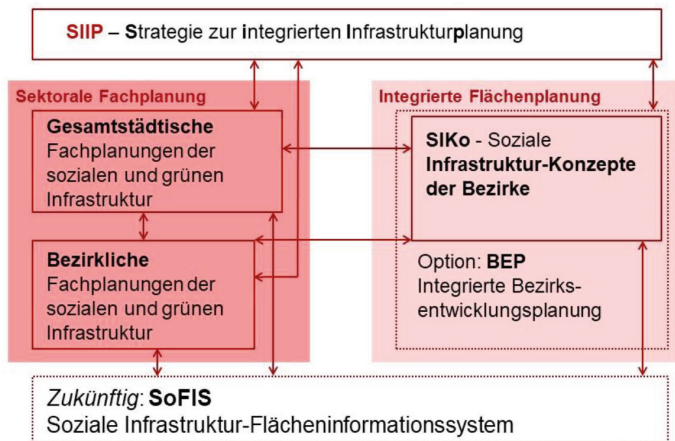 SIIP – Strategie zur integrierten Infrastrukturplanung
Sektorale Fachplanung
Gesamtstädtische
Fachplanungen der
sozialen und grünen
Infrastruktur
Bezirkliche
Fachplanungen der
sozialen und grünen
Infrastruktur
Integrierte Flächenplanung
SIKo - Soziale
Infrastruktur-Konzepte
der Bezirke
Option: BEP
Integrierte Bezirks-
entwicklungsplanung
Zukünftig: SoFIS
Soziale Infrastruktur-Flächeninformationssystem